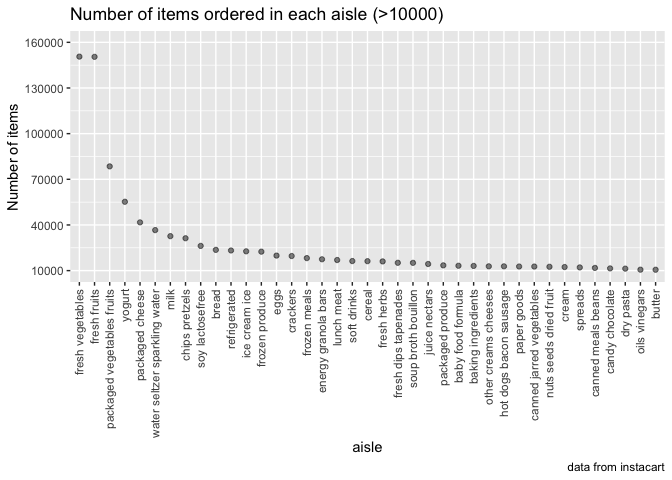 Number of items ordered in each aisle (>10000)
Number of items
160000
130000
100000
70000
40000
10000
fresh vegetables
fresh fruits
packaged vegetables fruits
yogurt
packaged cheese
water seltzer sparkling water
milk
chips pretzels
soy lactosefree
bread
refrigerated
ice cream ice
frozen produce
eggs
crackers
frozen meals
energy granola bars
lunch meat
soft drinks
cereal
fresh herbs
fresh dips tapenades
soup broth bouillon
juice nectars
packaged produce
baby food formula
baking ingredients
other creams cheeses
hot dogs bacon sausage
paper goods
canned jarred vegetables
nuts seeds dried fruit
cream
spreads
canned meals beans
candy chocolate
dry pasta
oils vinegars
butter
aisle
data from instacart